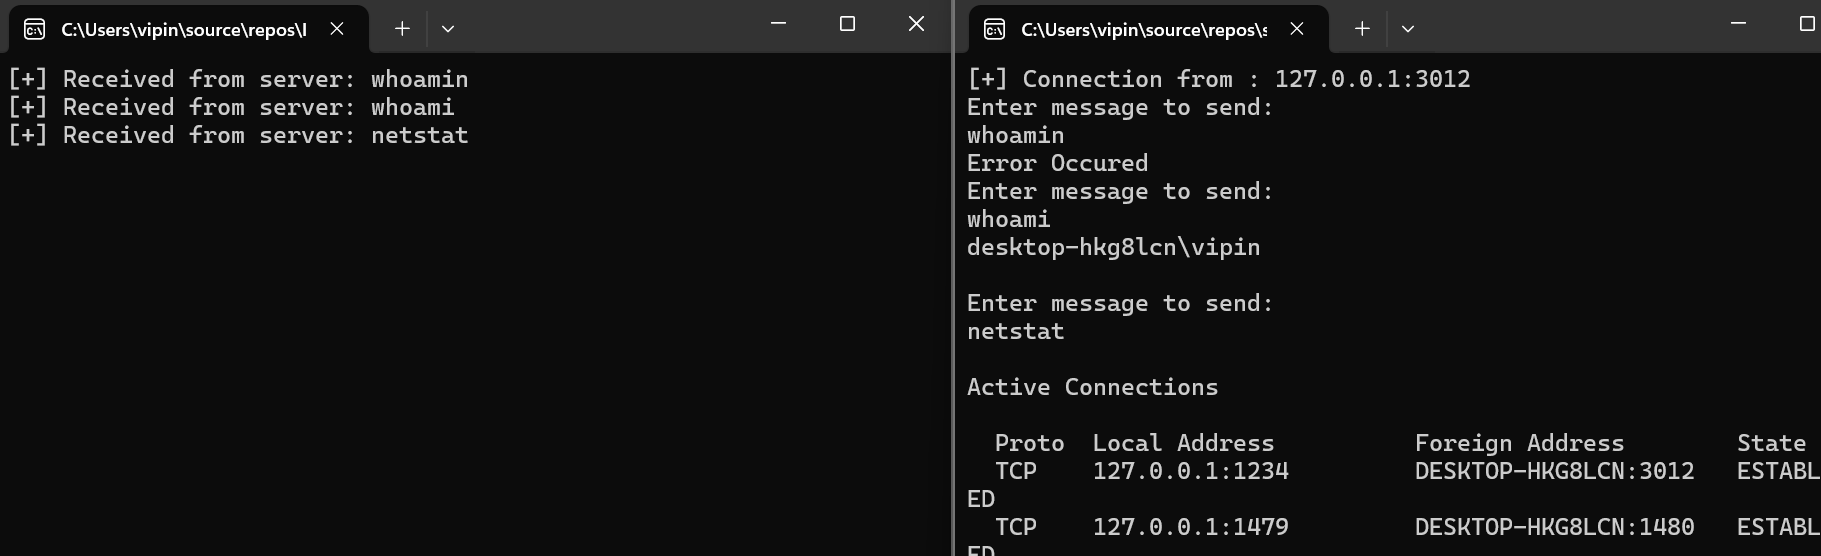 C:\Users\vipin\source\repos\I
[+] Received from server: whoamin
[+] Received from server: whoami
[+] Received from server: netstat
C:\Users\vipin\source\repos\s
[+] Connection from : 127.0.0.1:3012
Enter message to send:
whoamin
Error Occured
Enter message to send:
whoami
desktop-hkg8lcn\vipin
Enter message to send:
netstat
Active Connections
Proto Local Address Foreign Address State
TCP 127.0.0.1:1234 DESKTOP-HKG8LCN:3012 ESTABL
ED
TCP 127.0.0.1:1479 DESKTOP-HKG8LCN:1480 ESTABL
ED